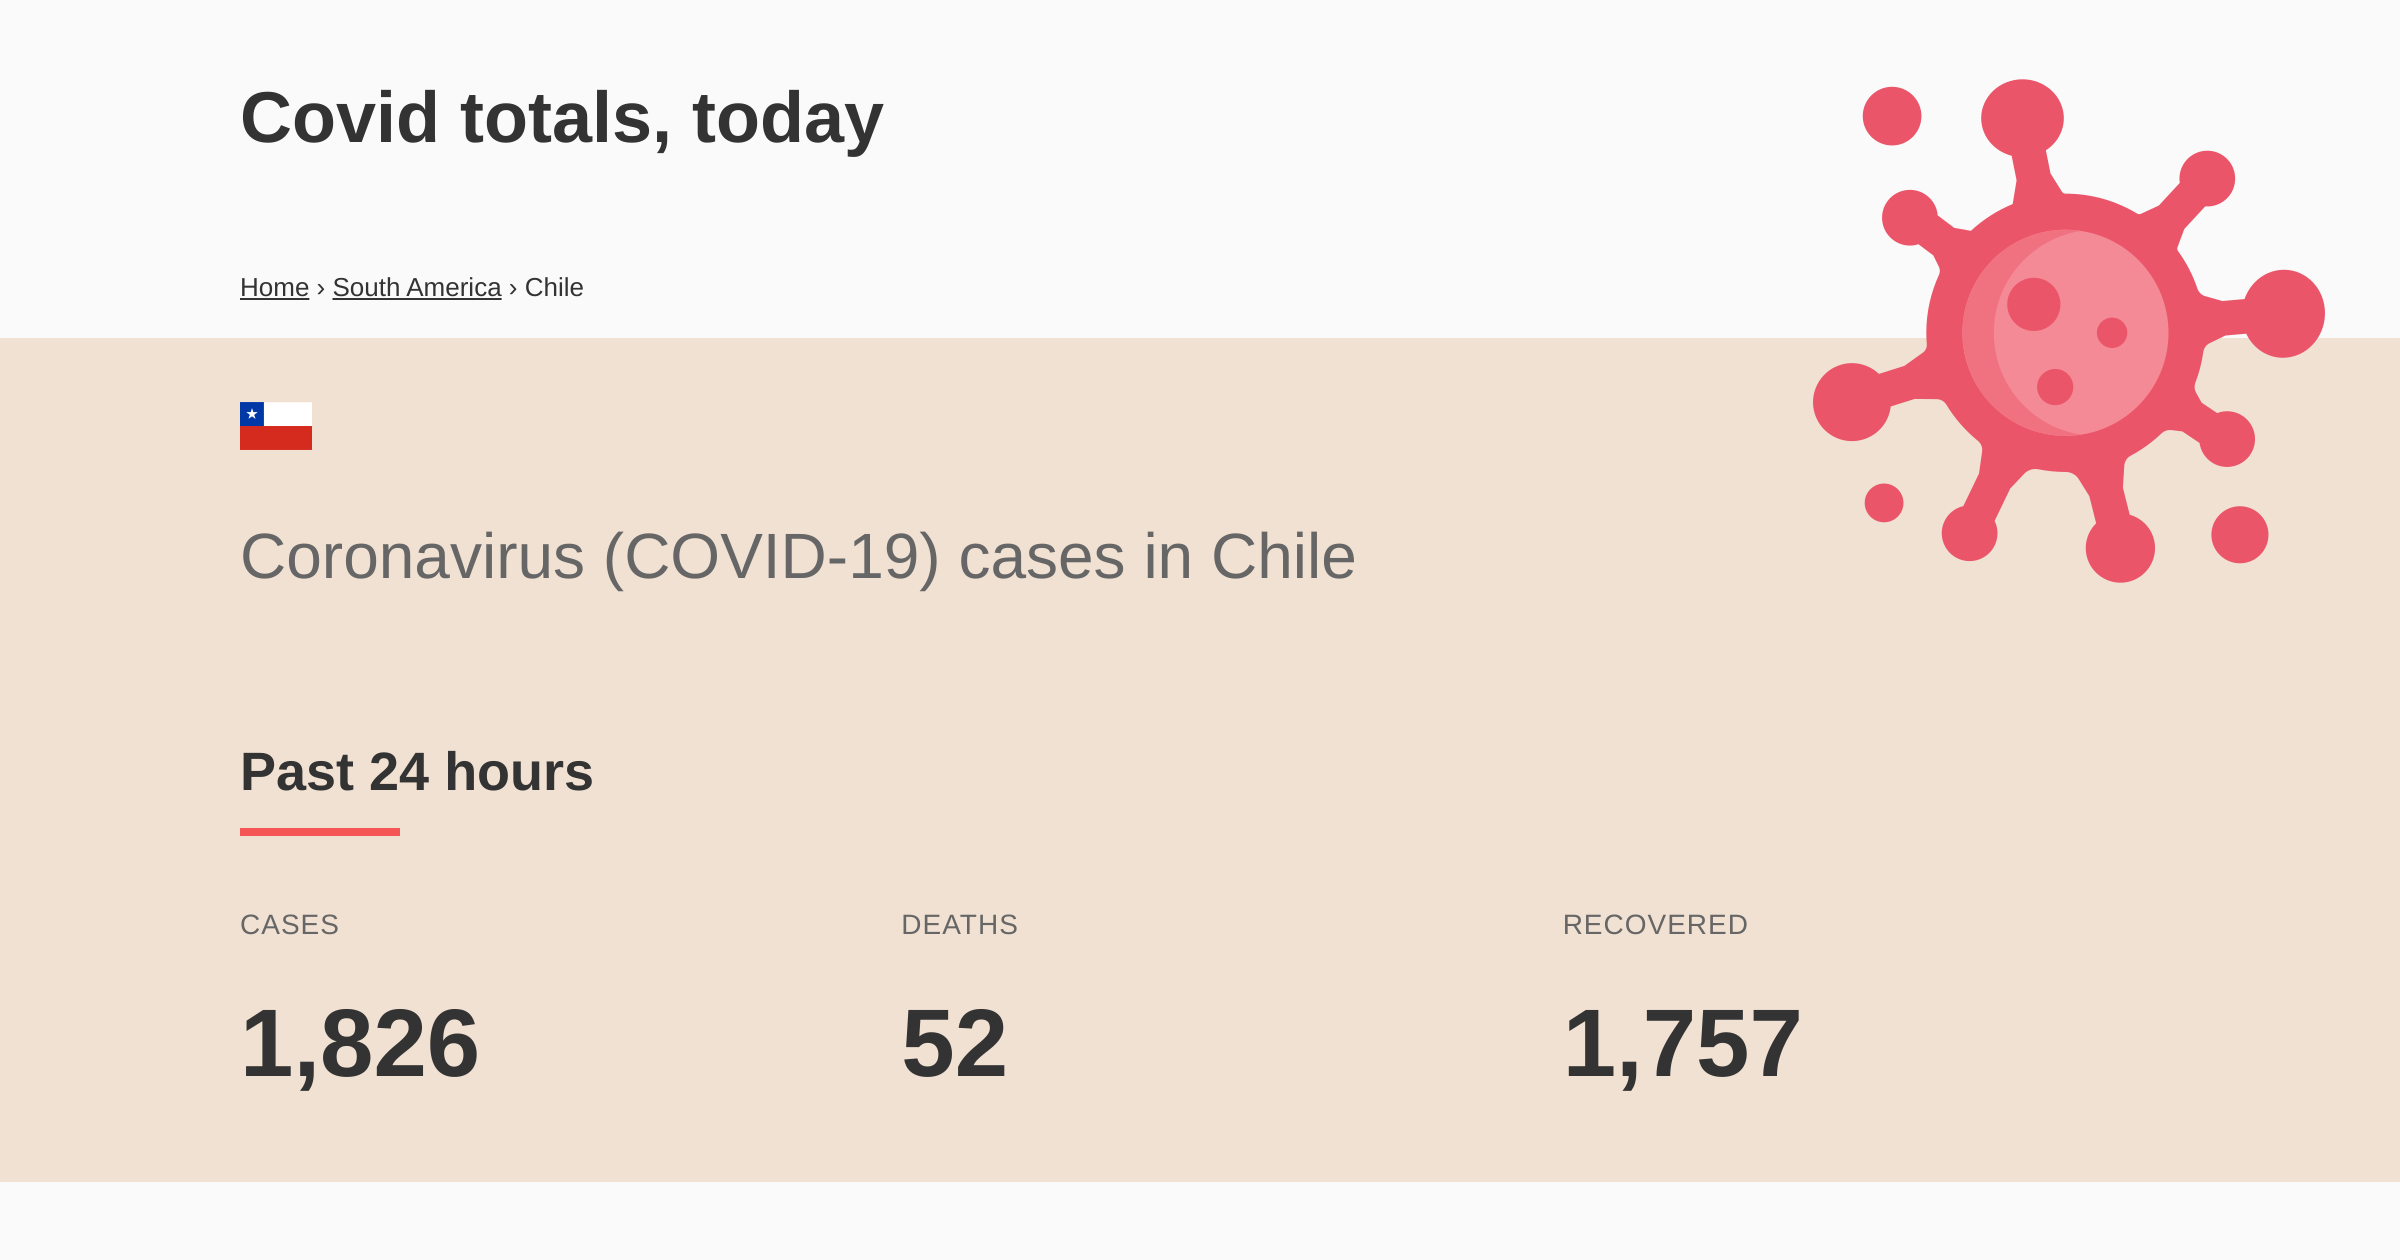 Covid totals, today
Home › South America › Chile
Coronavirus (COVID-19) cases in Chile
Past 24 hours
CASES DEATHS RECOVERED
1,826 52 1,757